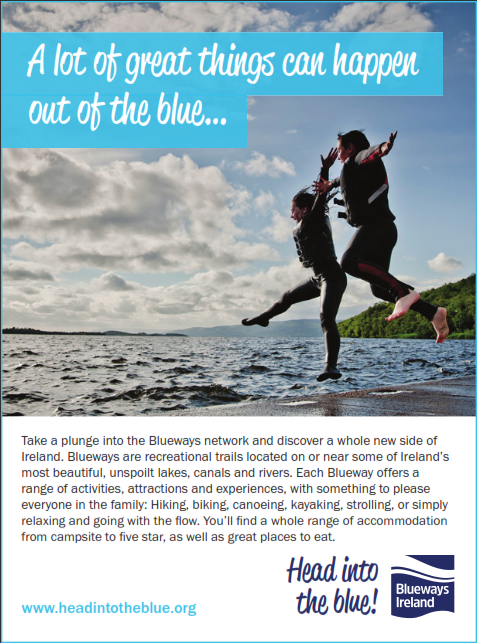 A lot of great things can happen
out of the blue...
Take a plunge into the Blueways network and discover a whole new side of
Ireland. Blueways are recreational trails located on or near some of Ireland's
most beautiful, unspoilt lakes, canals and rivers. Each Blueway offers a
range of activities, attractions and experiences, with something to please
everyone in the family: Hiking, biking, canoeing, kayaking, strolling, or simply
relaxing and going with the flow. You'll find a whole range of accommodation
from campsite to five star, as well as great places to eat.
Head into
the blue!
Blueways
Ireland
www.headintotheblue.org